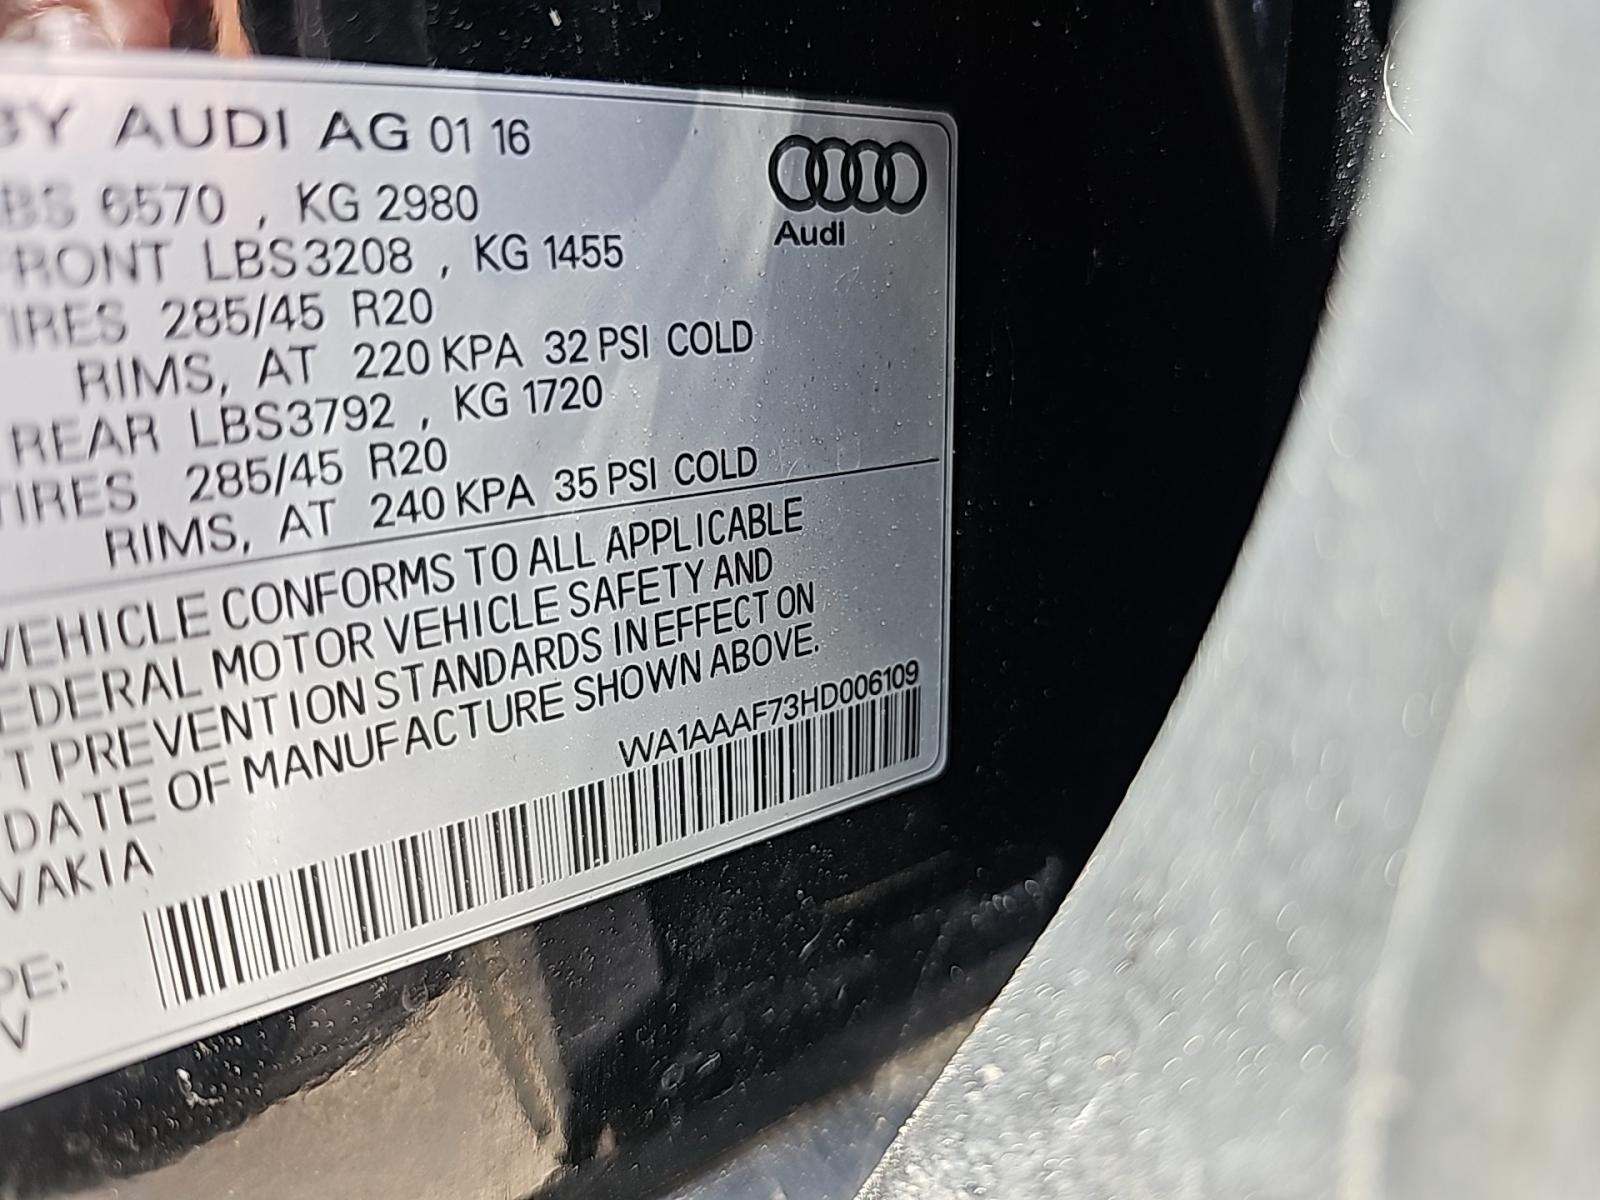 BY AUDI AG 01 16
Audi
LBS 6570 , KG 2980
FRONT LBS3208 , KG 1455
TIRES 285/45 R20
RIMS, AT 220 KPA 32 PSI COLD
REAR LBS3792 , KG 1720
TIRES 285/45 R20
RIMS, AT 240 KPA 35 PSI COLD
VEHICLE CONFORMS TO ALL APPLICABLE
EDERAL MOTOR VEHICLE SAFETY AND
T PREVENTION STANDARDS IN EFFECT ON
DATE OF MANUFACTURE SHOWN ABOVE.
WA1AAAF73HD006109
VAKIA
PE:
V